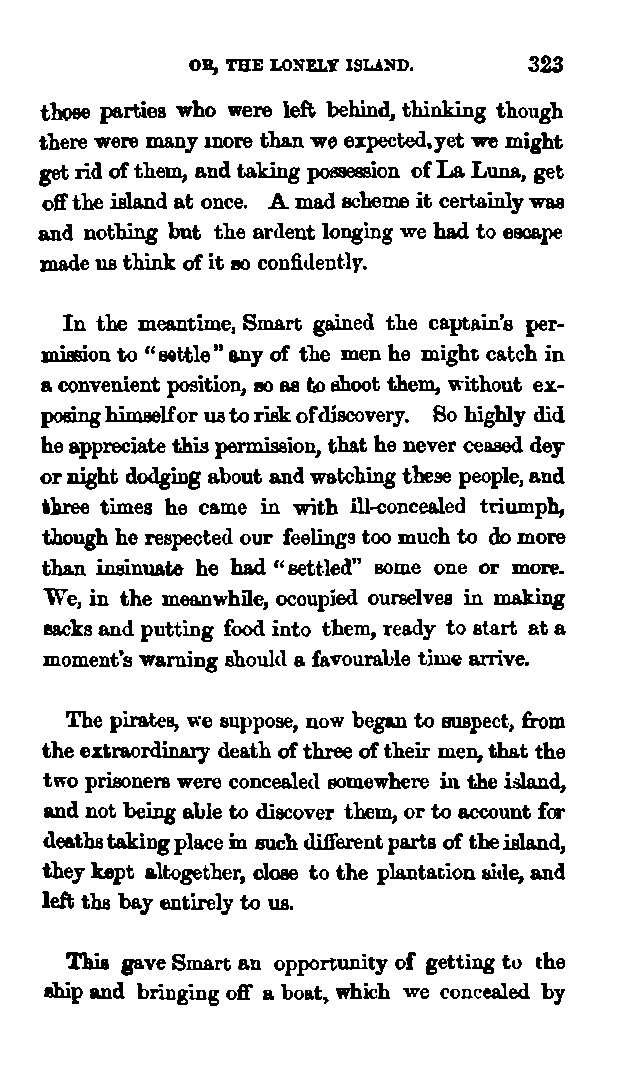 OR, THE LONELY ISLAND. 323
those parties who were left behind, thinking though
there were many more than we expected, yet we might
get rid of them, and taking possession of La Luna, get
off the island at once. A mad scheme it certainly was
and nothing but the ardent longing we had to escape
made us think of it so confidently.
In the meantime, Smart gained the captain's per-
mission to "settle" any of the men he might catch in
a convenient position, so as to shoot them, without ex-
posing himself or us to risk of discovery. So highly did
he appreciate this permission, that he never ceased dey
or night dodging about and watching these people, and
three times he came in with ill-concealed triumph,
though he respected our feelings too much to do more
than insinuate he had "settled" some one or more.
We, in the meanwhile, occupied ourselves in making
sacks and putting food into them, ready to start at a
moment's warning should a favourable time arrive.
The pirates, we suppose, now began to suspect, from
the extraordinary death of three of their men, that the
two prisoners were concealed somewhere in the island,
and not being able to discover them, or to account for
deaths taking place in such different parts of the island,
they kept altogether, close to the plantation side, and
left ths bay entirely to us.
This gave Smart an opportunity of getting to the
ship and bringing off a boat, which we concealed by